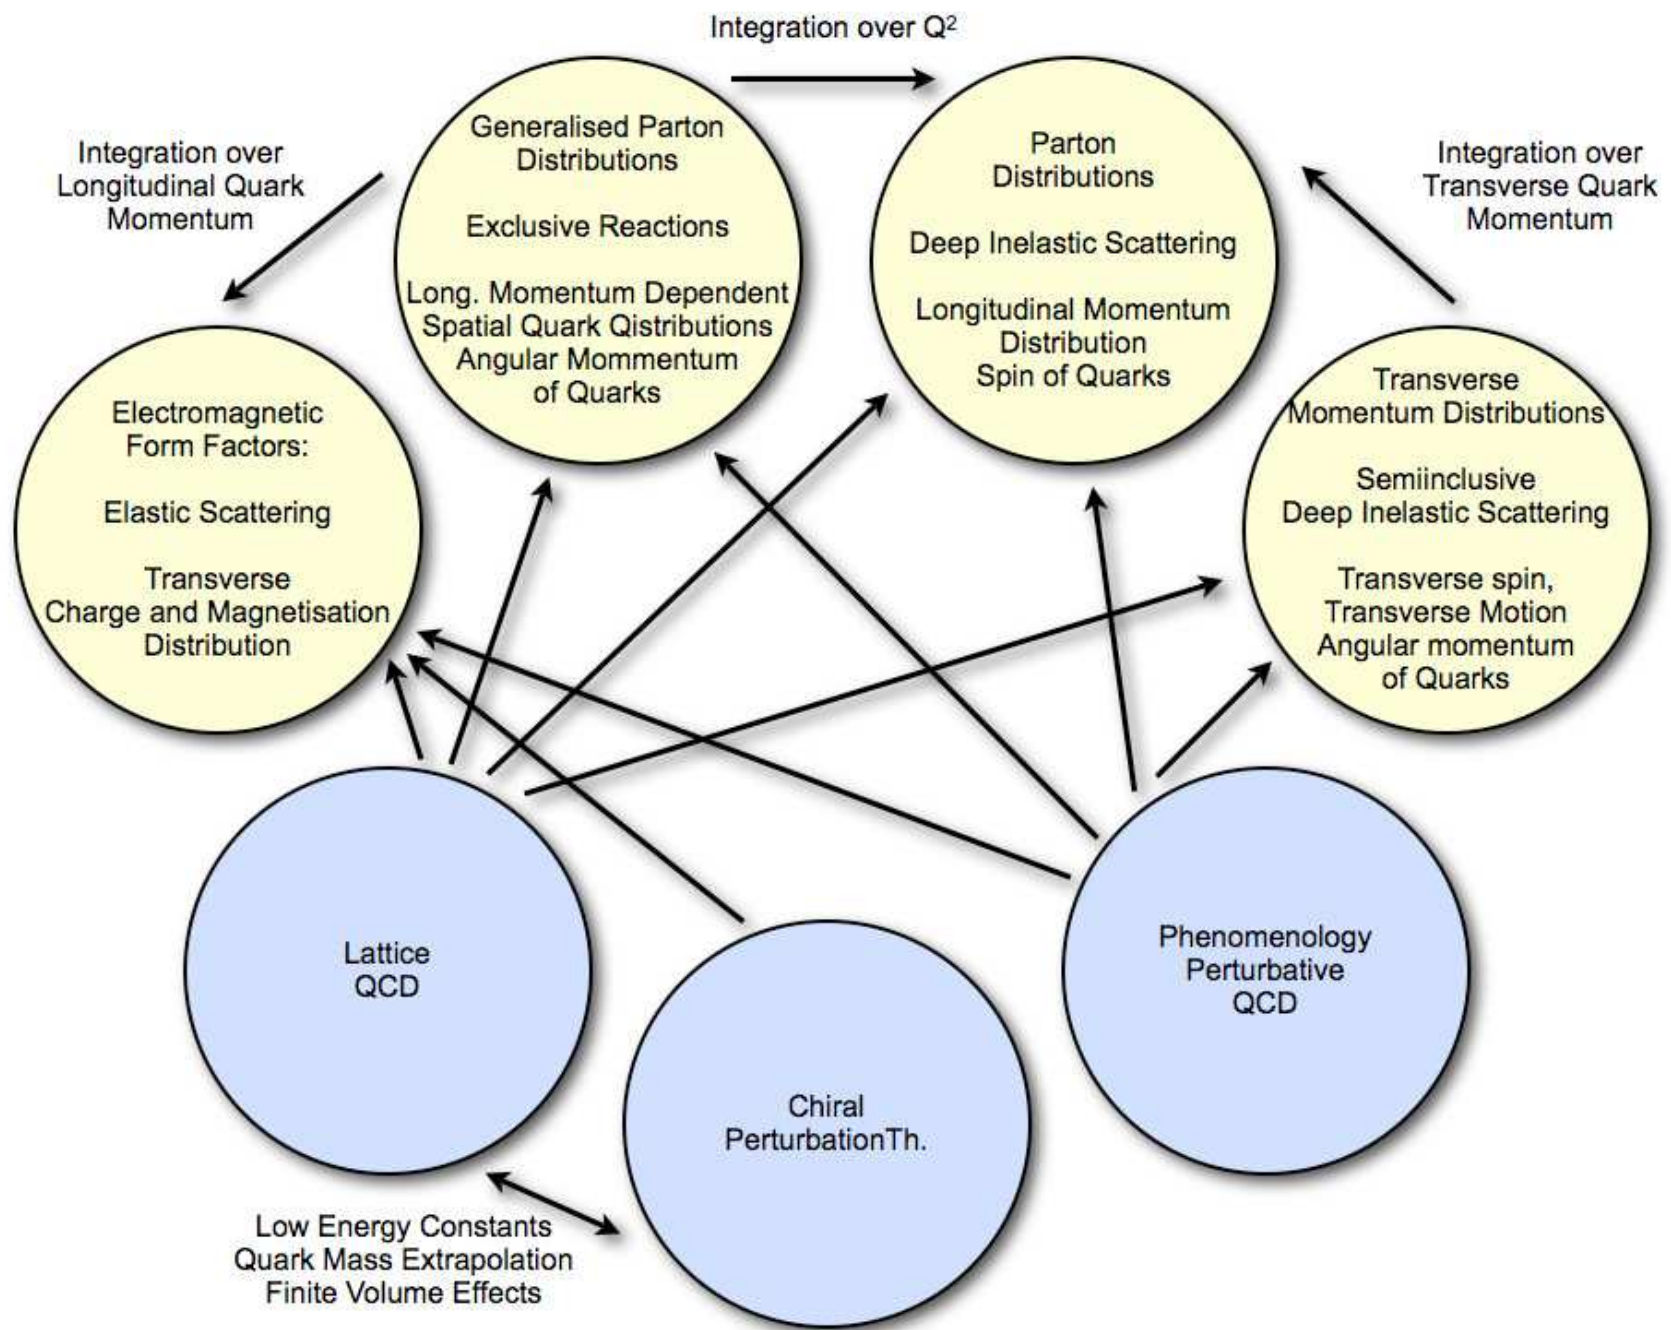 Integration over Q²
Integration over
Longitudinal Quark
Momentum
Generalised Parton
Distributions
Exclusive Reactions
Long. Momentum Dependent
Spatial Quark Qistributions
Angular Mommentum
of Quarks
Parton
Distributions
Deep Inelastic Scattering
Longitudinal Momentum
Distribution
Spin of Quarks
Integration over
Transverse Quark
Momentum
Electromagnetic
Form Factors:
Elastic Scattering
Transverse
Charge and Magnetisation
Distribution
Transverse
Momentum Distributions
Semiinclusive
Deep Inelastic Scattering
Transverse spin,
Transverse Motion
Angular momentum
of Quarks
Lattice
QCD
Chiral
PerturbationTh.
Phenomenology
Perturbative
QCD
Low Energy Constants
Quark Mass Extrapolation
Finite Volume Effects